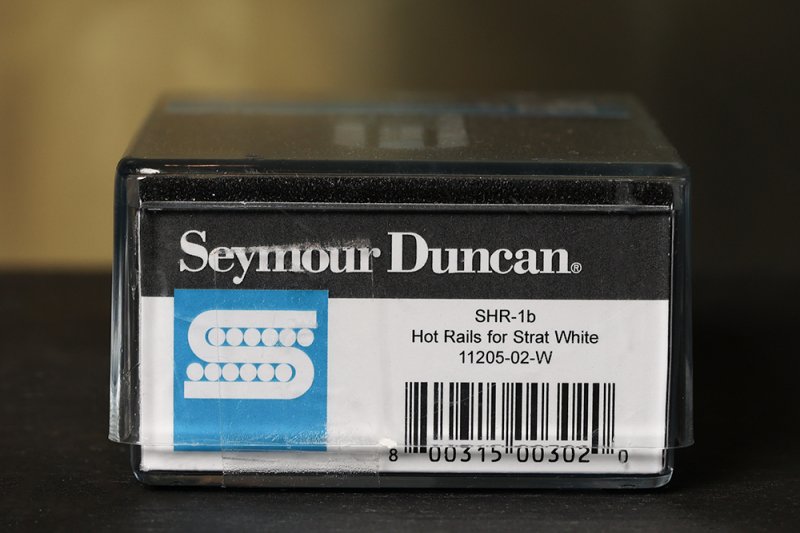 Seymour Duncan®
SHR-1b
Hot Rails for Strat White
11205-02-W
8 00315 00302 0